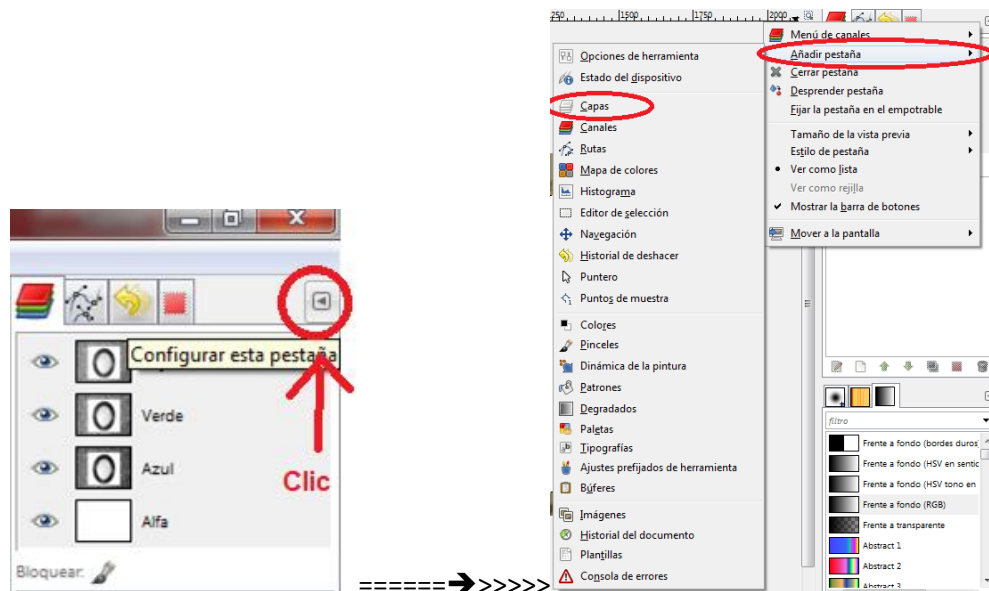 250 1500 1750 2000
Menú de canales
Añadir pestaña
Cerrar pestaña
Desprender pestaña
Fijar la pestaña en el empotrable
Tamaño de la vista previa
Estilo de pestaña
Ver como lista
Ver como rejilla
Mostrar la barra de botones
Mover a la pantalla
Opciones de herramienta
Estado del dispositivo
Capas
Canales
Rutas
Mapa de colores
Histograma
Editor de selección
Navegación
Historial de deshacer
Puntero
Puntos de muestra
Colores
Pinceles
Dinámica de la pintura
Patrones
Degradados
Paletas
Tipografías
Ajustes prefijados de herramienta
Búferes
Imágenes
Historial del documento
Plantillas
Consola de errores
Configurar esta pestaña
Verde
Azul
Clic
Alfa
Bloquear:
======➔>>>>>
filtro
Frente a fondo (bordes duros
Frente a fondo (HSV en sentic
Frente a fondo (HSV tono en
Frente a fondo (RGB)
Frente a transparente
Abstract 1
Abstract 2
Abstract 3